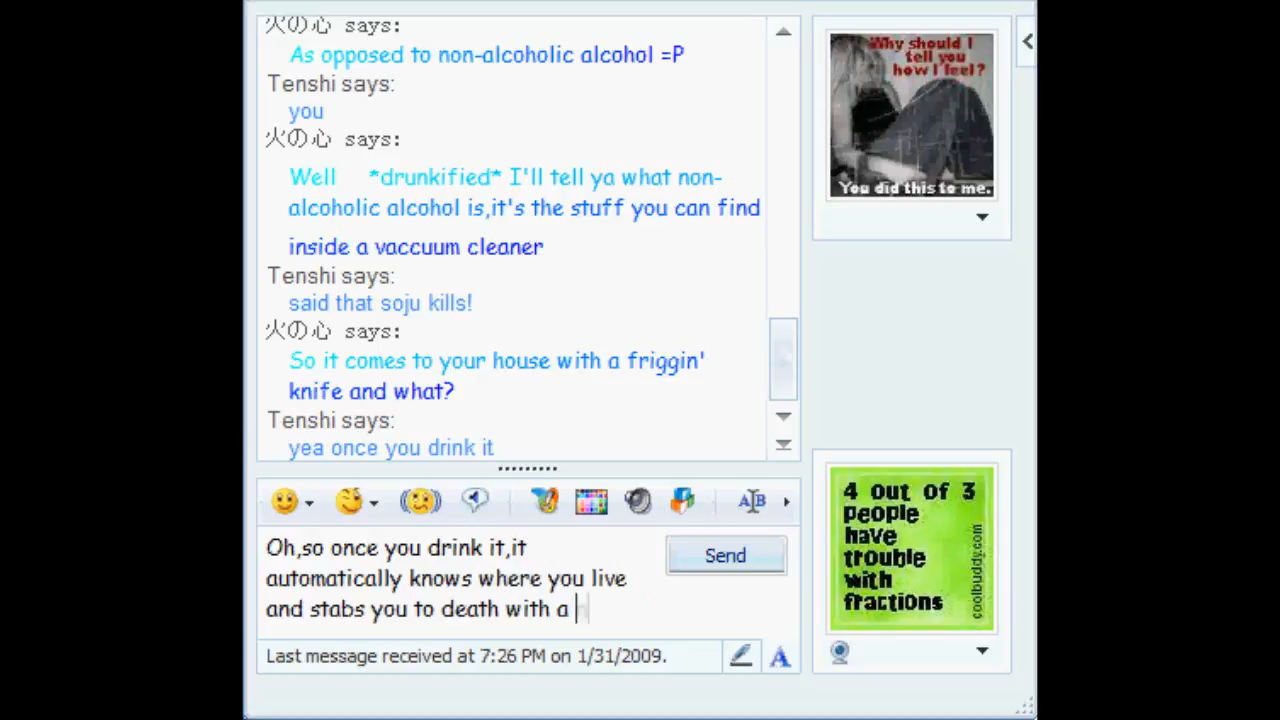 火の心 says:
As opposed to non-alcoholic alcohol =P
Tenshi says:
you
火の心 says:
Well *drunkified* I'll tell ya what non-
alcoholic alcohol is,it's the stuff you can find
inside a vaccuum cleaner
Tenshi says:
said that soju kills!
火の心 says:
So it comes to your house with a friggin'
knife and what?
Tenshi says:
yea once you drink it
Oh,so once you drink it,it
automatically knows where you live
and stabs you to death with a
Send
Last message received at 7:26 PM on 1/31/2009.
Why should I
tell you
how I feel?
You did this to me.
4 out of 3
people
have
trouble
with
fractions
coolbuddy.com